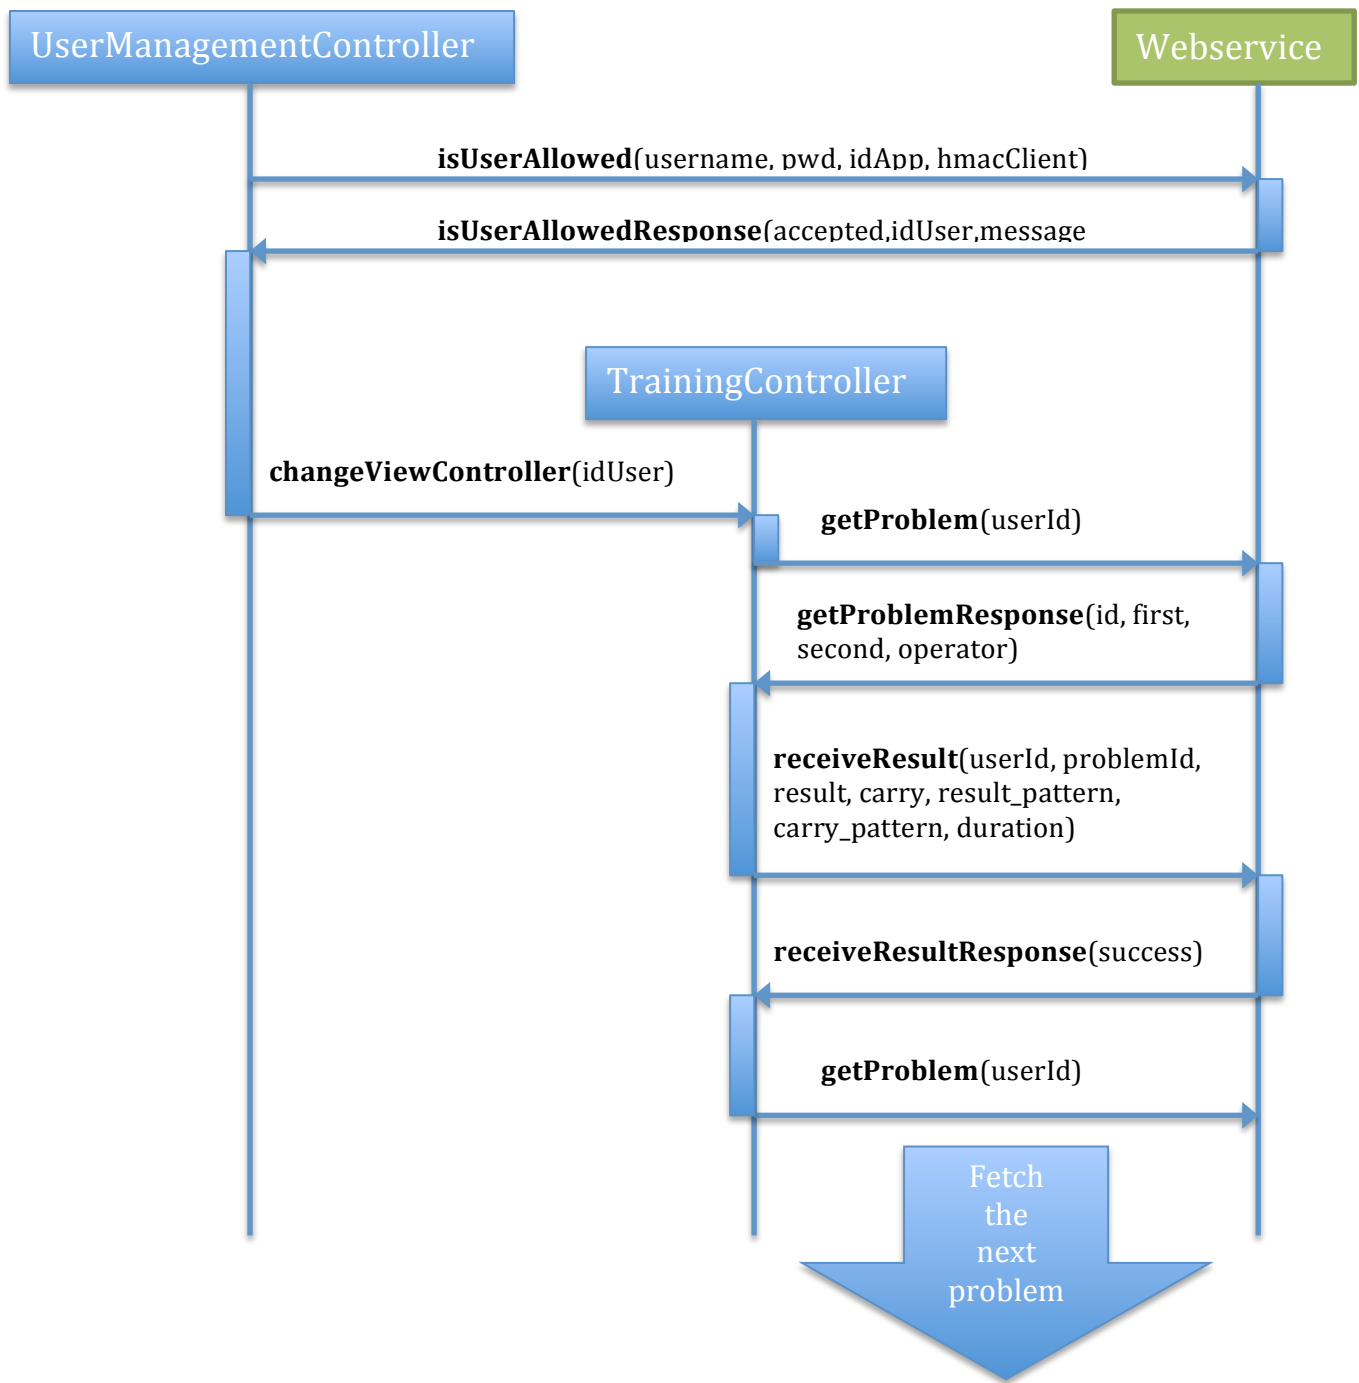 UserManagementController
Webservice
isUserAllowed(username, pwd, idApp, hmacClient)
isUserAllowedResponse(accepted,idUser,message
TrainingController
changeViewController(idUser)
getProblem(userId)
getProblemResponse(id, first,
second, operator)
receiveResult(userId, problemId,
result, carry, result_pattern,
carry_pattern, duration)
receiveResultResponse(success)
getProblem(userId)
Fetch
the
next
problem